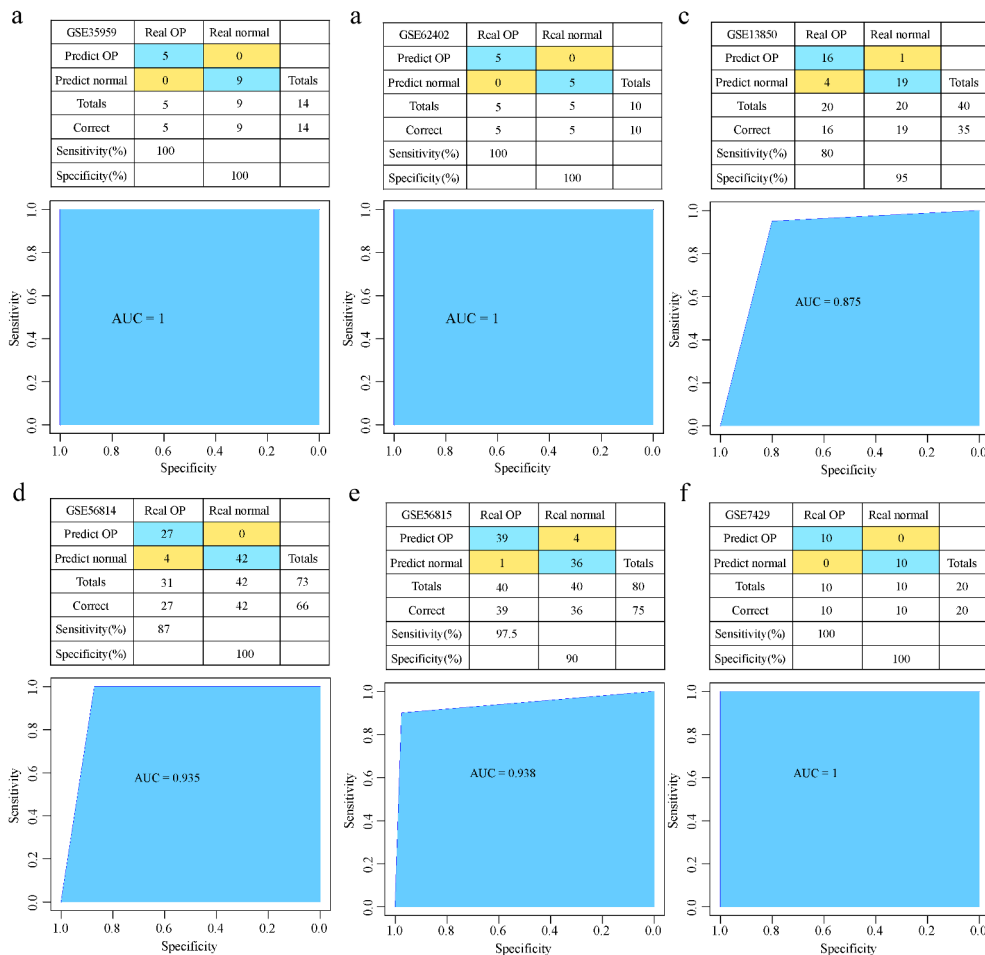 a
GSE35959 Real OP Real normal
Predict OP 5 0
Predict normal 0 9 Totals
Totals 5 9 14
Correct 5 9 14
Sensitivity(%) 100
Specificity(%) 100
Sensitivity
0.0 0.2 0.4 0.6 0.8 1.0
AUC = 1
1.0 0.8 0.6 0.4 0.2 0.0
Specificity
a
GSE62402 Real OP Real normal
Predict OP 5 0
Predict normal 0 5 Totals
Totals 5 5 10
Correct 5 5 10
Sensitivity(%) 100
Specificity(%) 100
Sensitivity
0.0 0.2 0.4 0.6 0.8 1.0
AUC = 1
1.0 0.8 0.6 0.4 0.2 0.0
Specificity
c
GSE13850 Real OP Real normal
Predict OP 16 1
Predict normal 4 19 Totals
Totals 20 20 40
Correct 16 19 35
Sensitivity(%) 80
Specificity(%) 95
Sensitivity
0.0 0.2 0.4 0.6 0.8 1.0
AUC = 0.875
1.0 0.8 0.6 0.4 0.2 0.0
Specificity
d
GSE56814 Real OP Real normal
Predict OP 27 0
Predict normal 4 42 Totals
Totals 31 42 73
Correct 27 42 66
Sensitivity(%) 87
Specificity(%) 100
Sensitivity
0.0 0.2 0.4 0.6 0.8 1.0
AUC = 0.935
1.0 0.8 0.6 0.4 0.2 0.0
Specificity
e
GSE56815 Real OP Real normal
Predict OP 39 4
Predict normal 1 36 Totals
Totals 40 40 80
Correct 39 36 75
Sensitivity(%) 97.5
Specificity(%) 90
Sensitivity
0.0 0.2 0.4 0.6 0.8 1.0
AUC = 0.938
1.0 0.8 0.6 0.4 0.2 0.0
Specificity
f
GSE7429 Real OP Real normal
Predict OP 10 0
Predict normal 0 10 Totals
Totals 10 10 20
Correct 10 10 20
Sensitivity(%) 100
Specificity(%) 100
Sensitivity
0.0 0.2 0.4 0.6 0.8 1.0
AUC = 1
1.0 0.8 0.6 0.4 0.2 0.0
Specificity